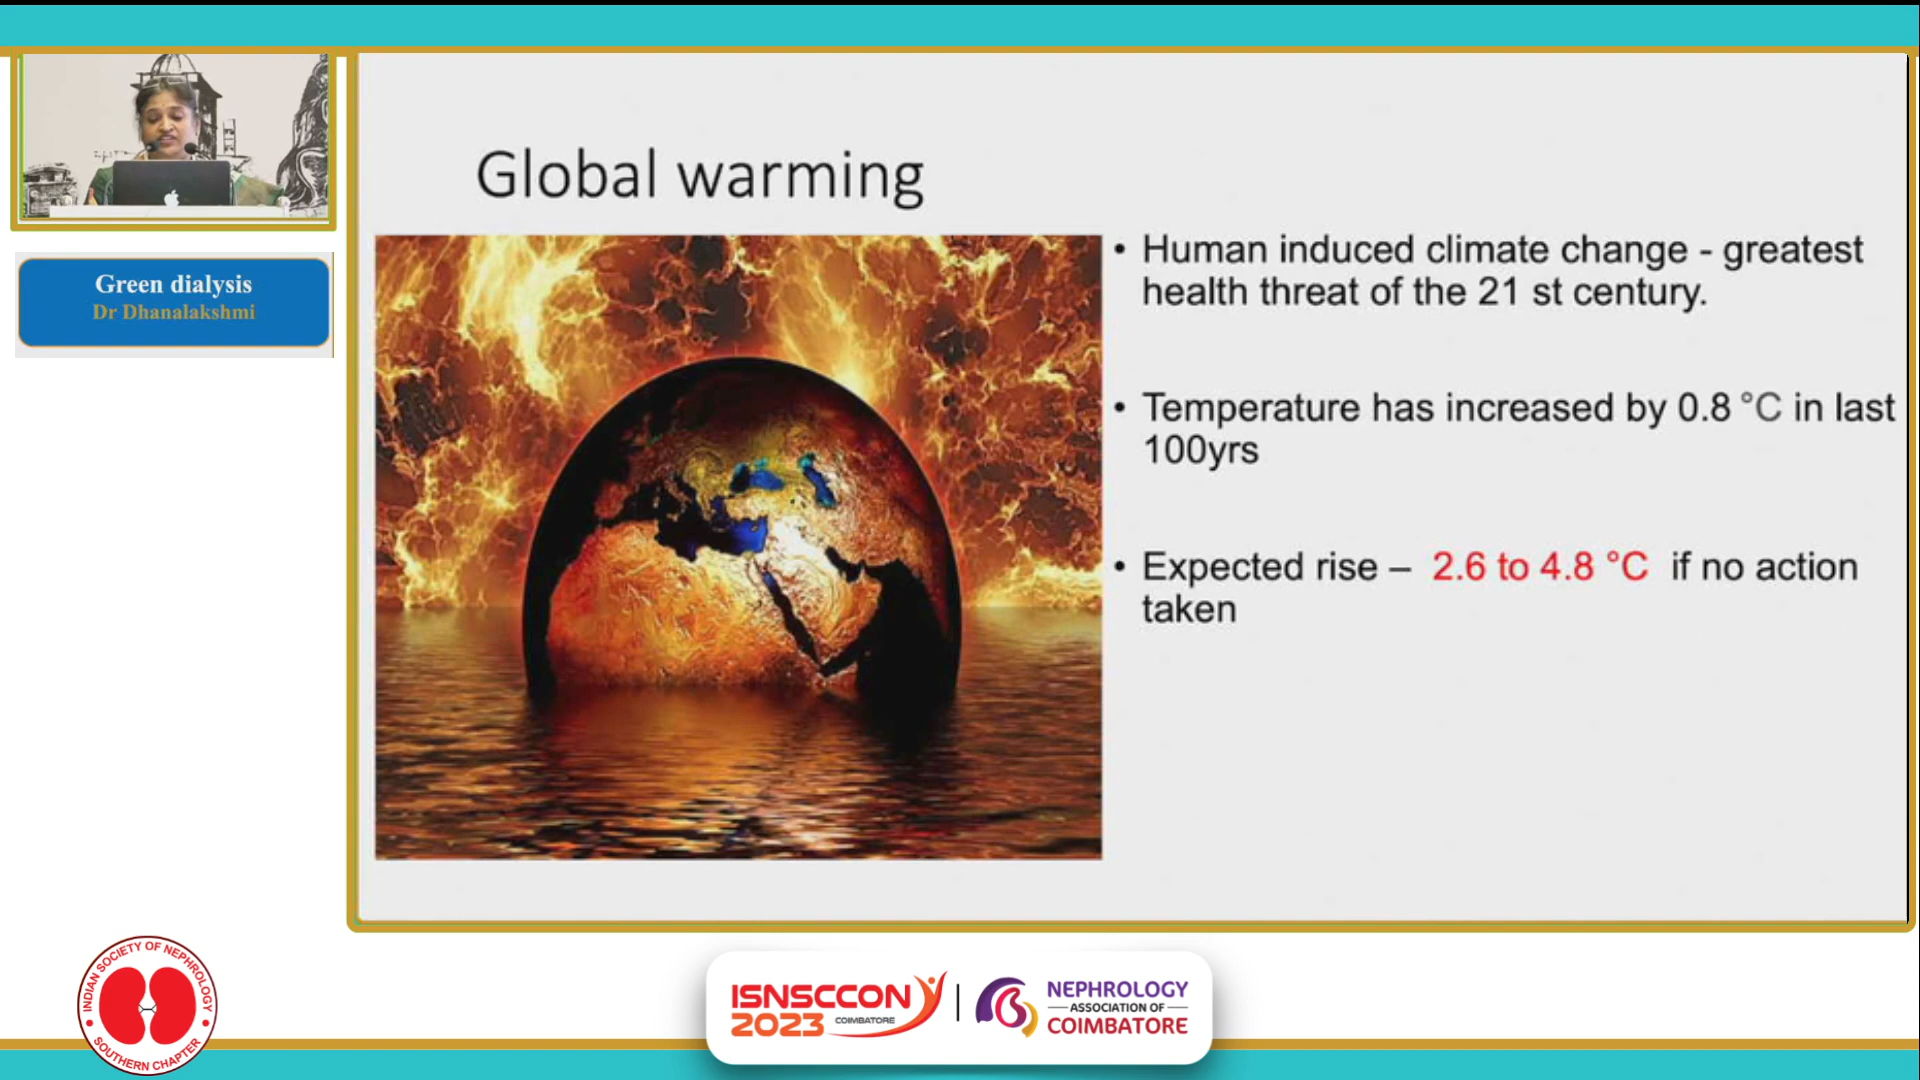 Green dialysis
Dr Dhanalakshmi
Global warming
• Human induced climate change - greatest
health threat of the 21 st century.
• Temperature has increased by 0.8 °C in last
100yrs
• Expected rise – 2.6 to 4.8 °C if no action
taken
INDIAN SOCIETY OF NEPHROLOGY
SOUTHERN CHAPTER
ISNSCCON
2023 COIMBATORE
NEPHROLOGY
ASSOCIATION OF
COIMBATORE